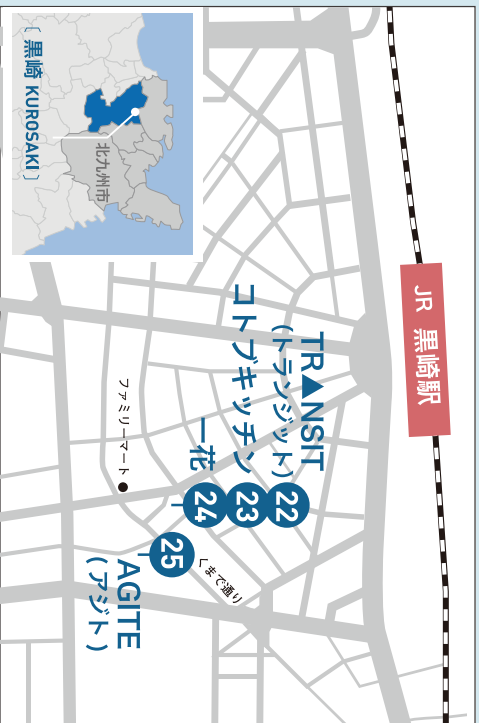 〔 黒崎 KUROSAKI 〕
北九州市
JR 黒崎駅
TR▲NSIT
(トランジット)
22
コトブキッチン
23
一花
24
ファミリーマート
25
くまで通り
AGITE
(アジト)